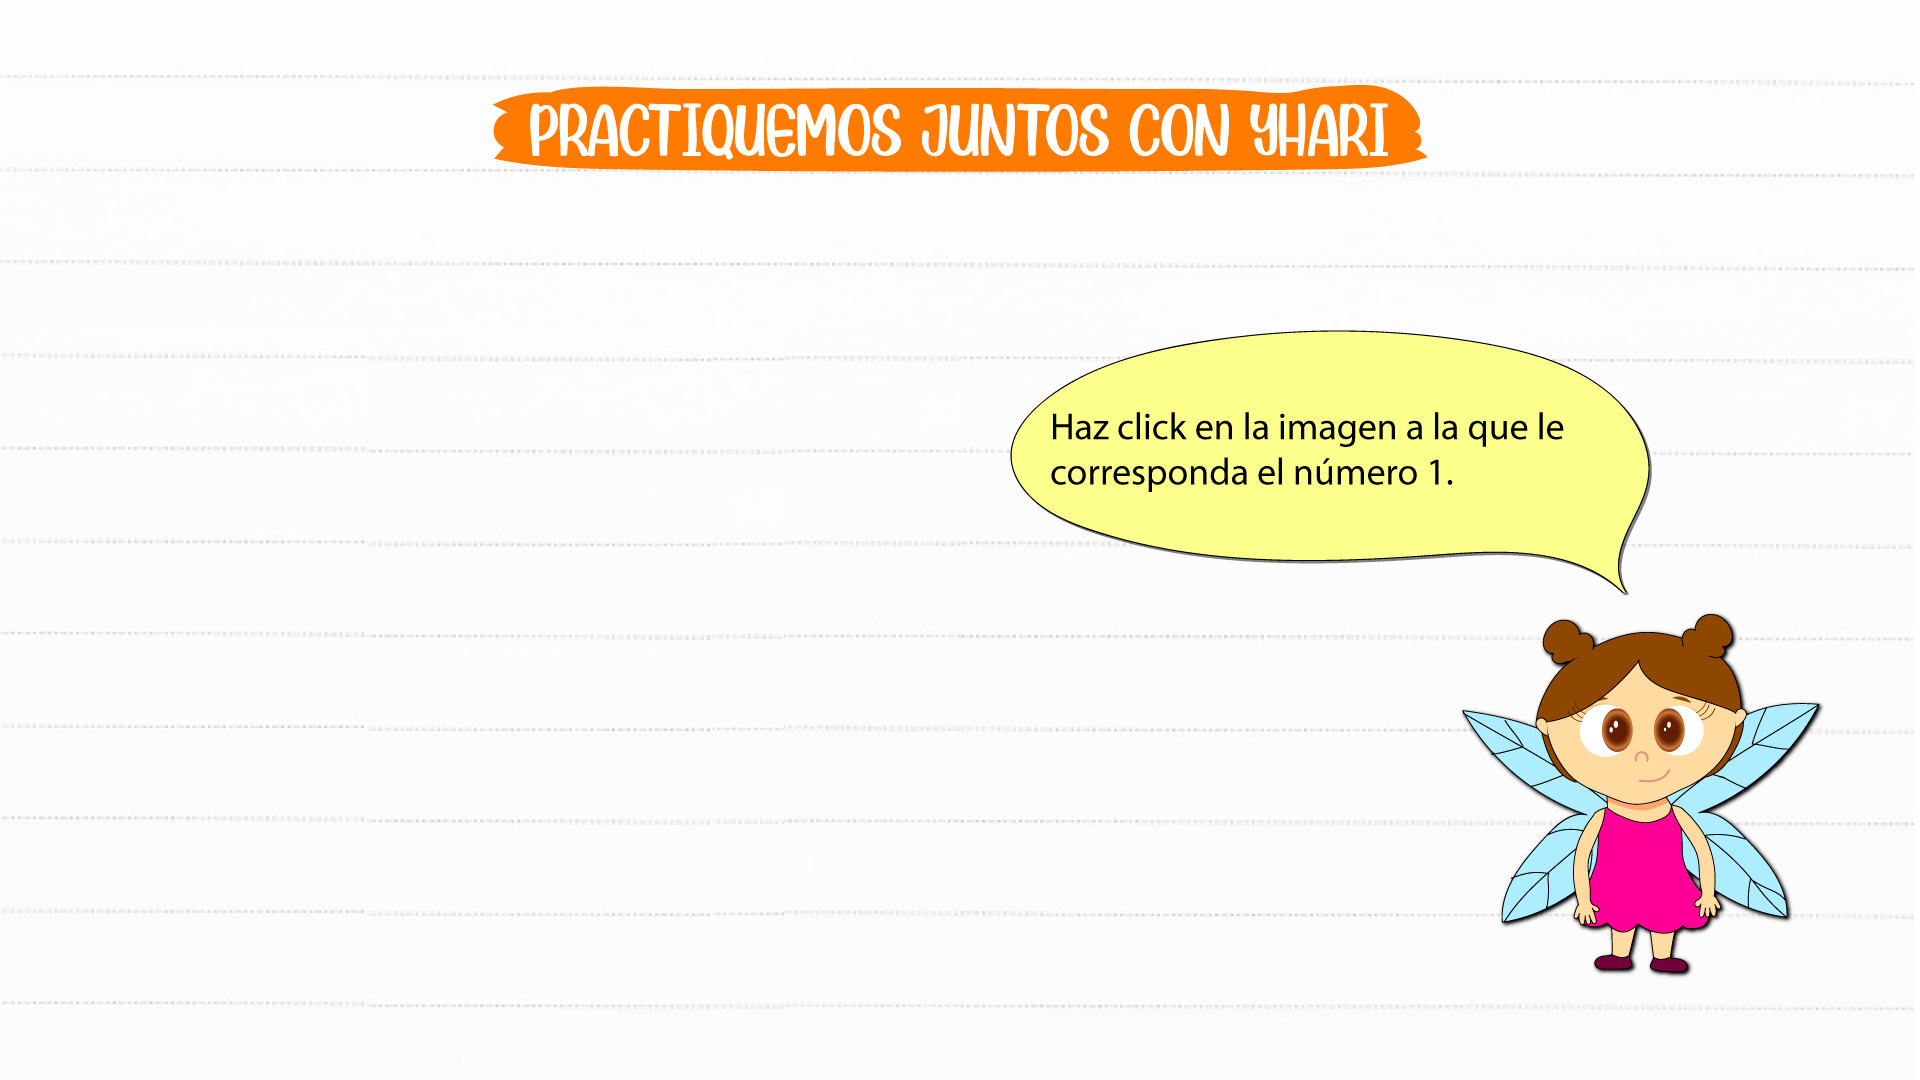 PRACTIQUEMOS JUNTOS CON YHARI
Haz click en la imagen a la que le
corresponda el número 1.